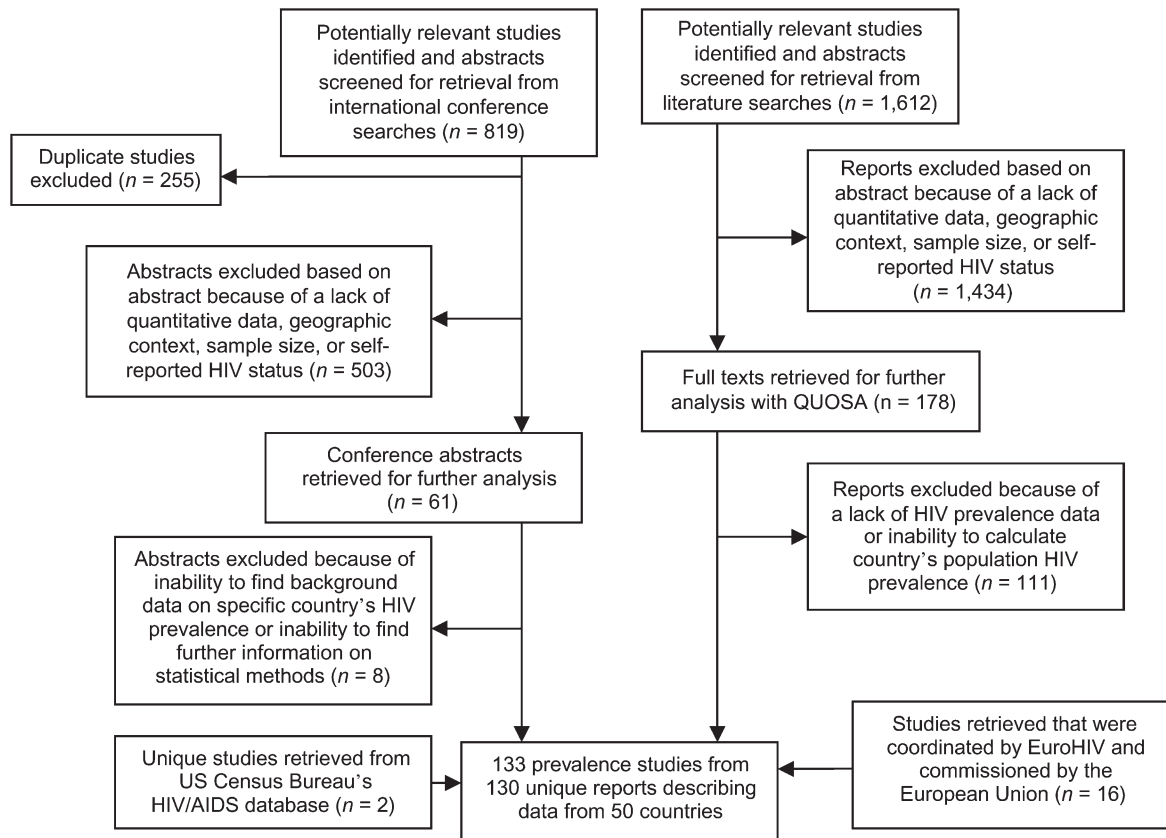 Potentially relevant studies
identified and abstracts
screened for retrieval from
international conference
searches (n = 819)
Potentially relevant studies
identified and abstracts
screened for retrieval from
literature searches (n = 1,612)
Duplicate studies
excluded (n = 255)
Reports excluded based on
abstract because of a lack of
quantitative data, geographic
context, sample size, or self-
reported HIV status
(n = 1,434)
Abstracts excluded based on
abstract because of a lack of
quantitative data, geographic
context, sample size, or self-
reported HIV status (n = 503)
Full texts retrieved for further
analysis with QUOSA (n = 178)
Conference abstracts
retrieved for further analysis
(n = 61)
Reports excluded because of
a lack of HIV prevalence data
or inability to calculate
country’s population HIV
prevalence (n = 111)
Abstracts excluded because of
inability to find background
data on specific country’s HIV
prevalence or inability to find
further information on
statistical methods (n = 8)
Unique studies retrieved from
US Census Bureau’s
HIV/AIDS database (n = 2)
133 prevalence studies from
130 unique reports describing
data from 50 countries
Studies retrieved that were
coordinated by EuroHIV and
commissioned by the
European Union (n = 16)